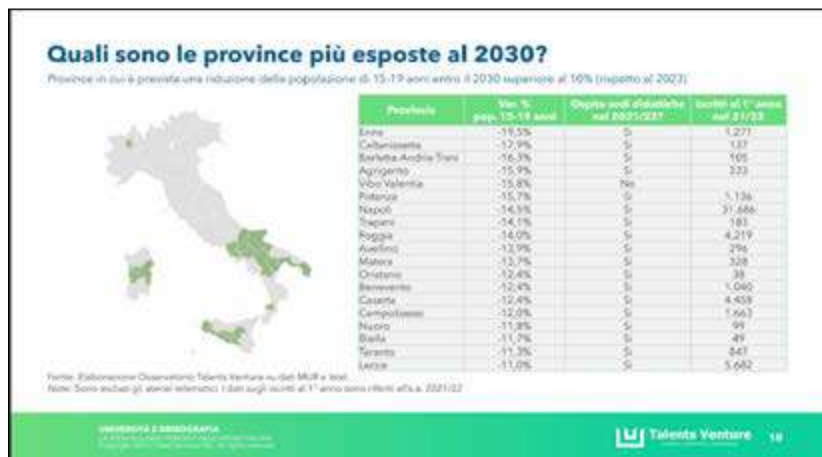 Quali sono le province più esposte al 2030?
Province in cui è prevista una riduzione della popolazione di 15-19 anni entro il 2030 superiore al 10% (rispetto al 2023)
Provincia Var. % pop. 15-19 anni Ospita sedi didattiche nel 2021/22? Iscritti al 1° anno nel 21/22
Enna -19,5% Sì 1.271
Caltanissetta -17,9% Sì 137
Barletta-Andria-Trani -16,3% Sì 105
Agrigento -15,9% Sì 333
Vibo Valentia -15,8% No
Potenza -15,7% Sì 1.136
Napoli -14,5% Sì 31.686
Trapani -14,1% Sì 183
Foggia -14,0% Sì 4.219
Avellino -13,9% Sì 296
Matera -13,7% Sì 328
Oristano -12,4% Sì 38
Benevento -12,4% Sì 1.040
Caserta -12,4% Sì 4.458
Campobasso -12,0% Sì 1.663
Nuoro -11,8% Sì 99
Biella -11,7% Sì 49
Taranto -11,3% Sì 847
Lecce -11,0% Sì 5.682
Fonte: Elaborazione Osservatorio Talents Venture su dati MUR e Istat.
Note: Sono esclusi gli atenei telematici. I dati sugli iscritti al 1° anno sono riferiti all'a.a. 2021/22
UNIVERSITÀ E DEMOGRAFIA
Talents Venture 18